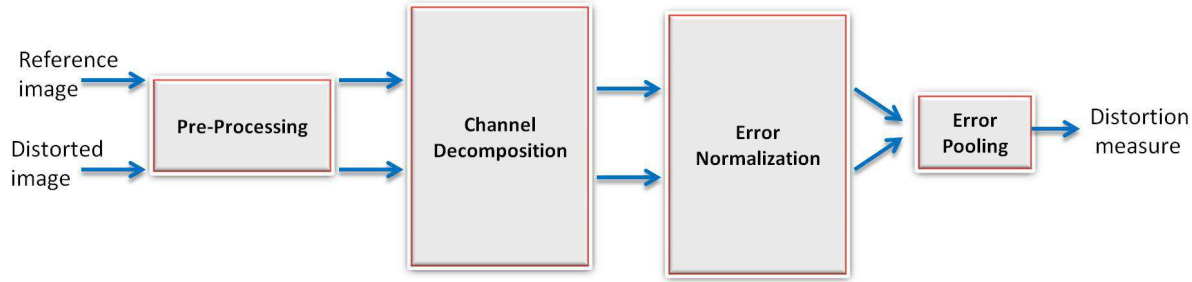 Reference
image
Distorted
image
Pre-Processing
Channel
Decomposition
Error
Normalization
Error
Pooling
Distortion
measure